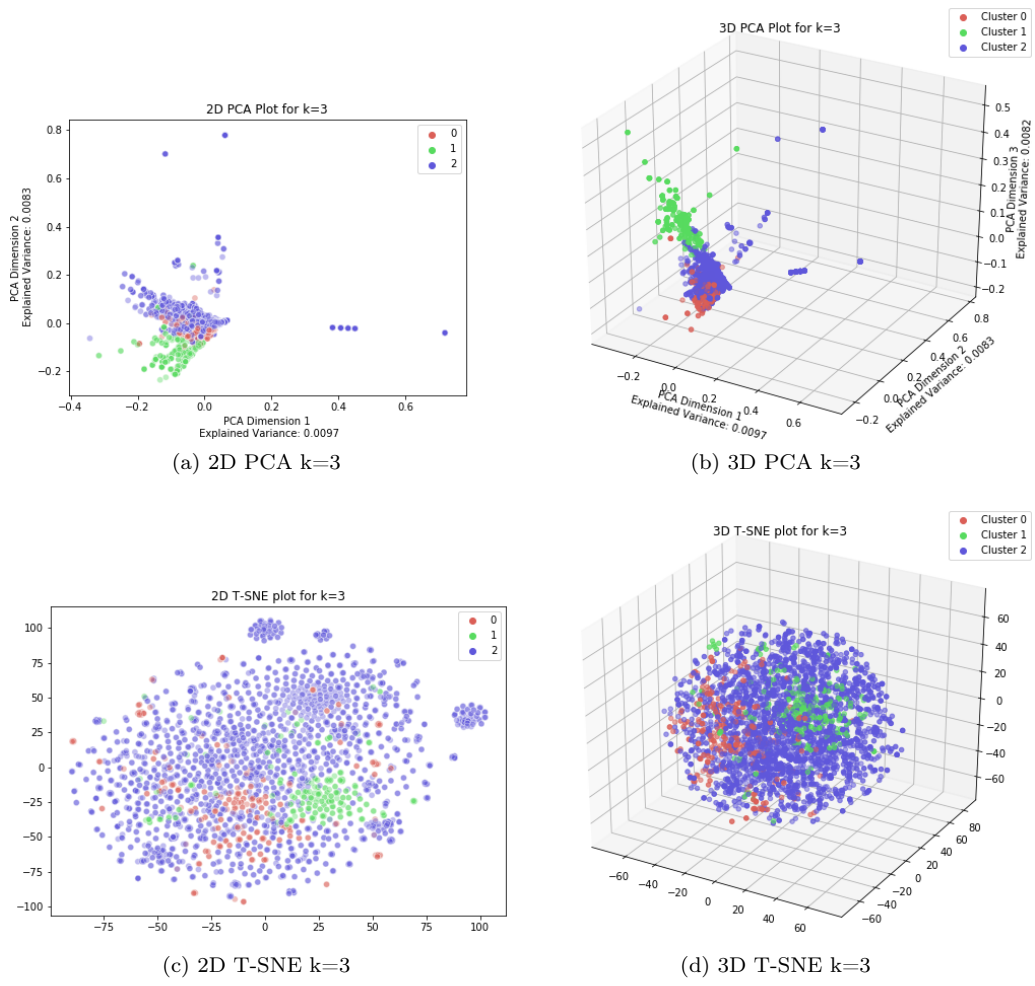 2D PCA Plot for k=3
0
1
2
0.8
0.6
0.4
0.2
0.0
−0.2
PCA Dimension 2
Explained Variance: 0.0083
−0.4 −0.2 0.0 0.2 0.4 0.6
PCA Dimension 1
Explained Variance: 0.0097
(a) 2D PCA k=3
3D PCA Plot for k=3
Cluster 0
Cluster 1
Cluster 2
0.5
0.4
0.3
0.2
0.1
0.0
−0.1
−0.2
PCA Dimension 3
Explained Variance: 0.0082
0.8
0.6
0.4
0.2
0.0
−0.2
PCA Dimension 2
Explained Variance: 0.0083
−0.2 0.0 0.2 0.4 0.6
PCA Dimension 1
Explained Variance: 0.0097
(b) 3D PCA k=3
2D T-SNE plot for k=3
0
1
2
100
75
50
25
0
−25
−50
−75
−100
−75 −50 −25 0 25 50 75 100
(c) 2D T-SNE k=3
3D T-SNE plot for k=3
Cluster 0
Cluster 1
Cluster 2
60
40
20
0
−20
−40
−60
80
60
40
20
0
−20
−40
−60
−60 −40 −20 0 20 40 60
(d) 3D T-SNE k=3